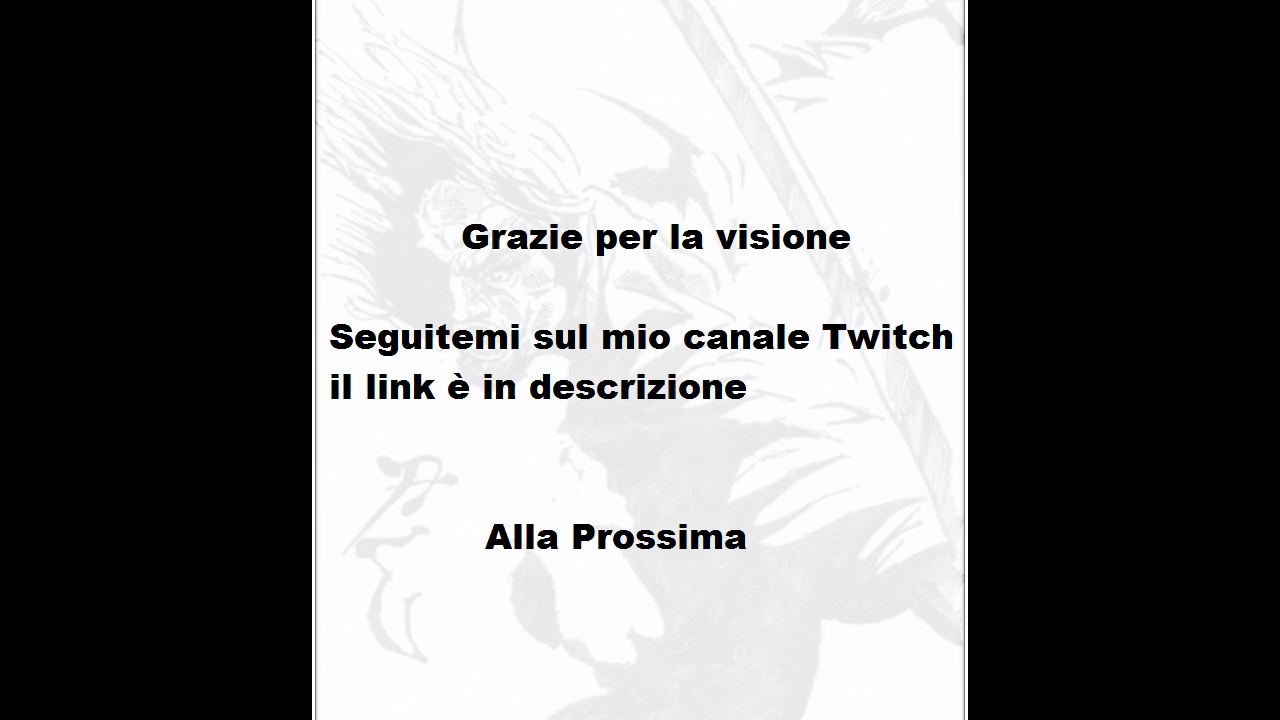 Grazie per la visione
Seguitemi sul mio canale Twitch
il link è in descrizione
Alla Prossima